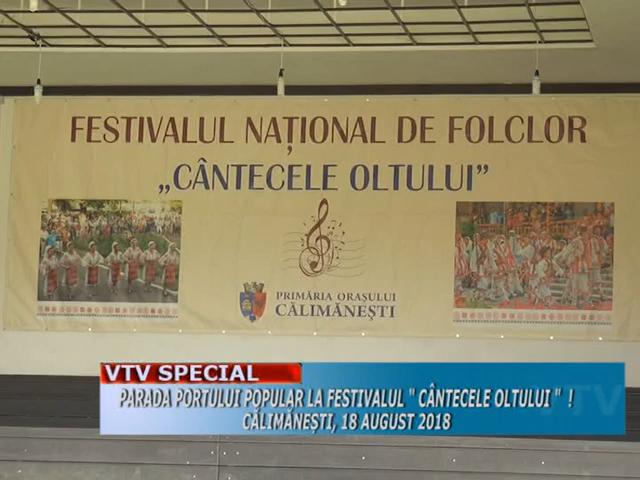 FESTIVALUL NAȚIONAL DE FOLCLOR
„CÂNTECELE OLTULUI”
PRIMĂRIA ORAȘULUI
CĂLIMĂNEȘTI
VTV SPECIAL
PARADA PORTULUI POPULAR LA FESTIVALUL " CÂNTECELE OLTULUI " !
CĂLIMĂNEȘTI, 18 AUGUST 2018
VTV